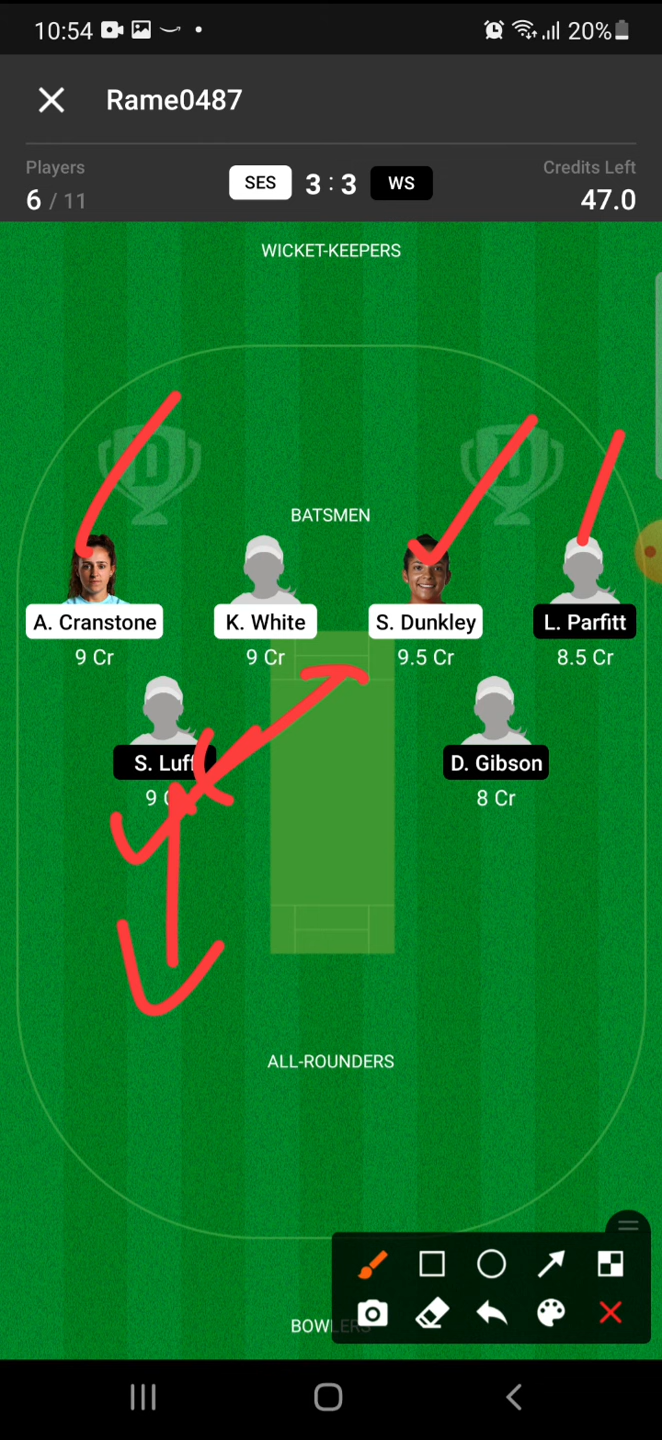 10:54 20%
Rame0487
Players SES 3 : 3 WS Credits Left
6 / 11 47.0
WICKET-KEEPERS
BATSMEN
A. Cranstone K. White S. Dunkley L. Parfitt
9 Cr 9 Cr 9.5 Cr 8.5 Cr
S. Luff D. Gibson
9 C 8 Cr
ALL-ROUNDERS
BOWLERS